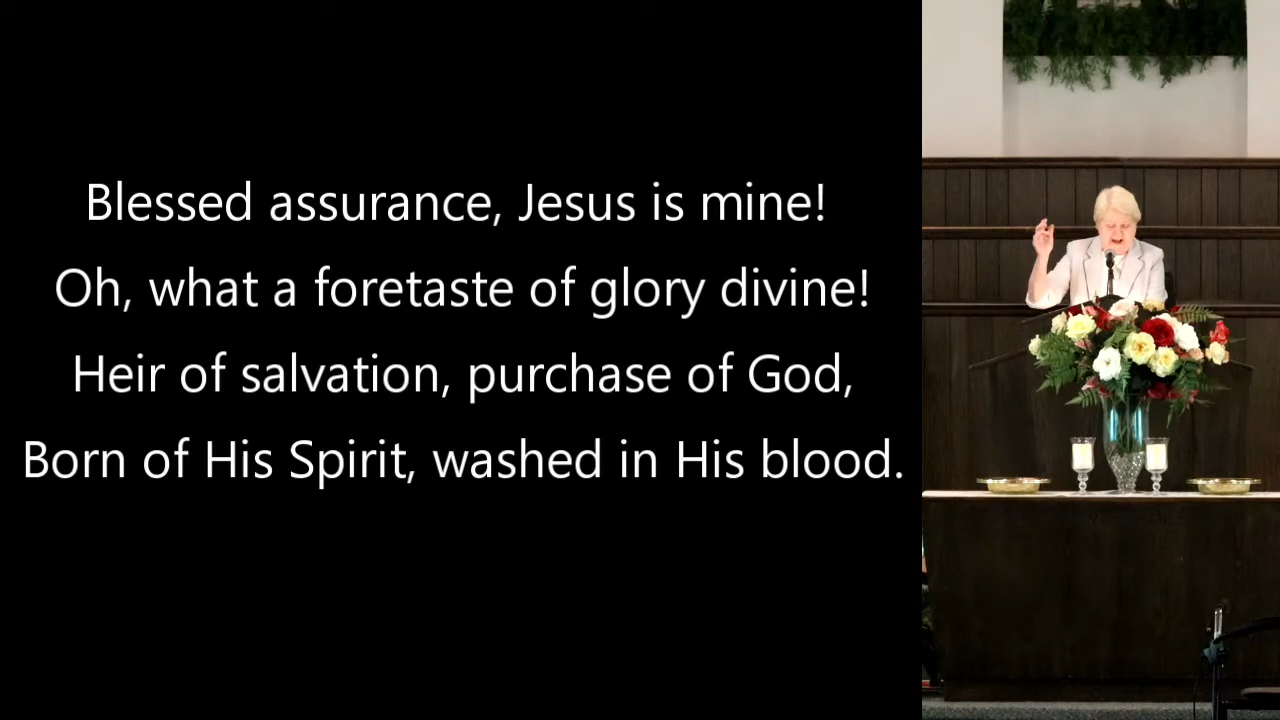 Blessed assurance, Jesus is mine!
Oh, what a foretaste of glory divine!
Heir of salvation, purchase of God,
Born of His Spirit, washed in His blood.